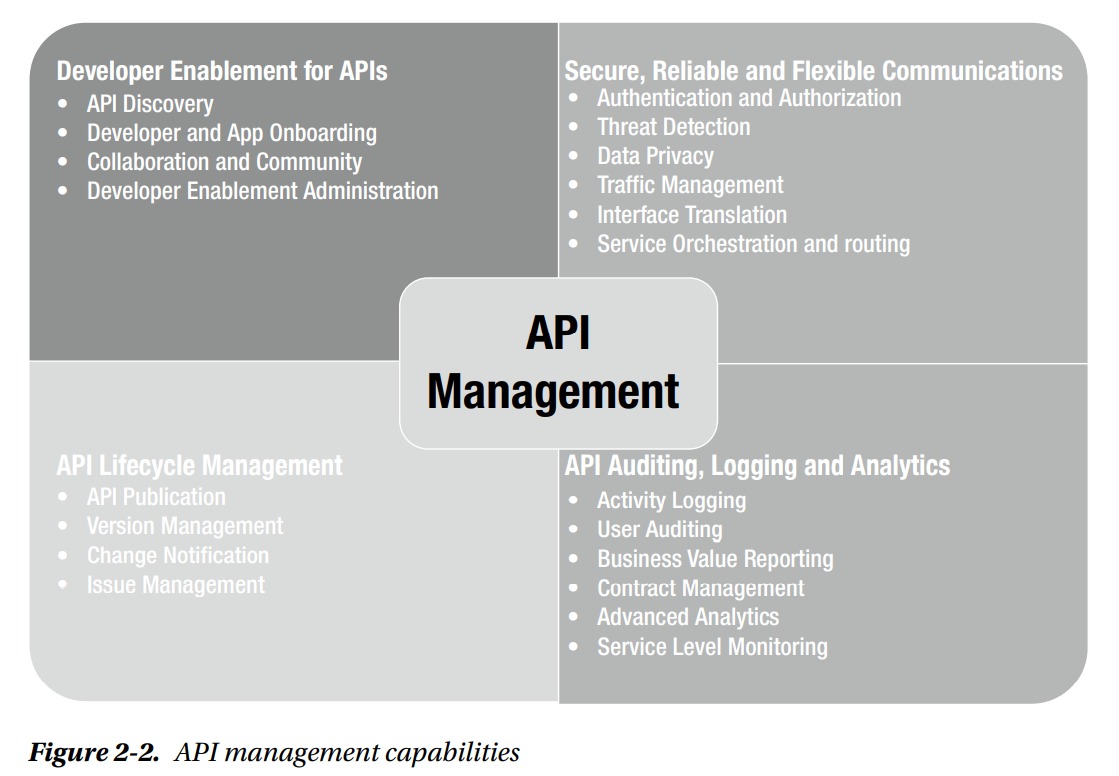 Developer Enablement for APIs
• API Discovery
• Developer and App Onboarding
• Collaboration and Community
• Developer Enablement Administration
Secure, Reliable and Flexible Communications
• Authentication and Authorization
• Threat Detection
• Data Privacy
• Traffic Management
• Interface Translation
• Service Orchestration and routing
API
Management
API Lifecycle Management
• API Publication
• Version Management
• Change Notification
• Issue Management
API Auditing, Logging and Analytics
• Activity Logging
• User Auditing
• Business Value Reporting
• Contract Management
• Advanced Analytics
• Service Level Monitoring
Figure 2-2. API management capabilities